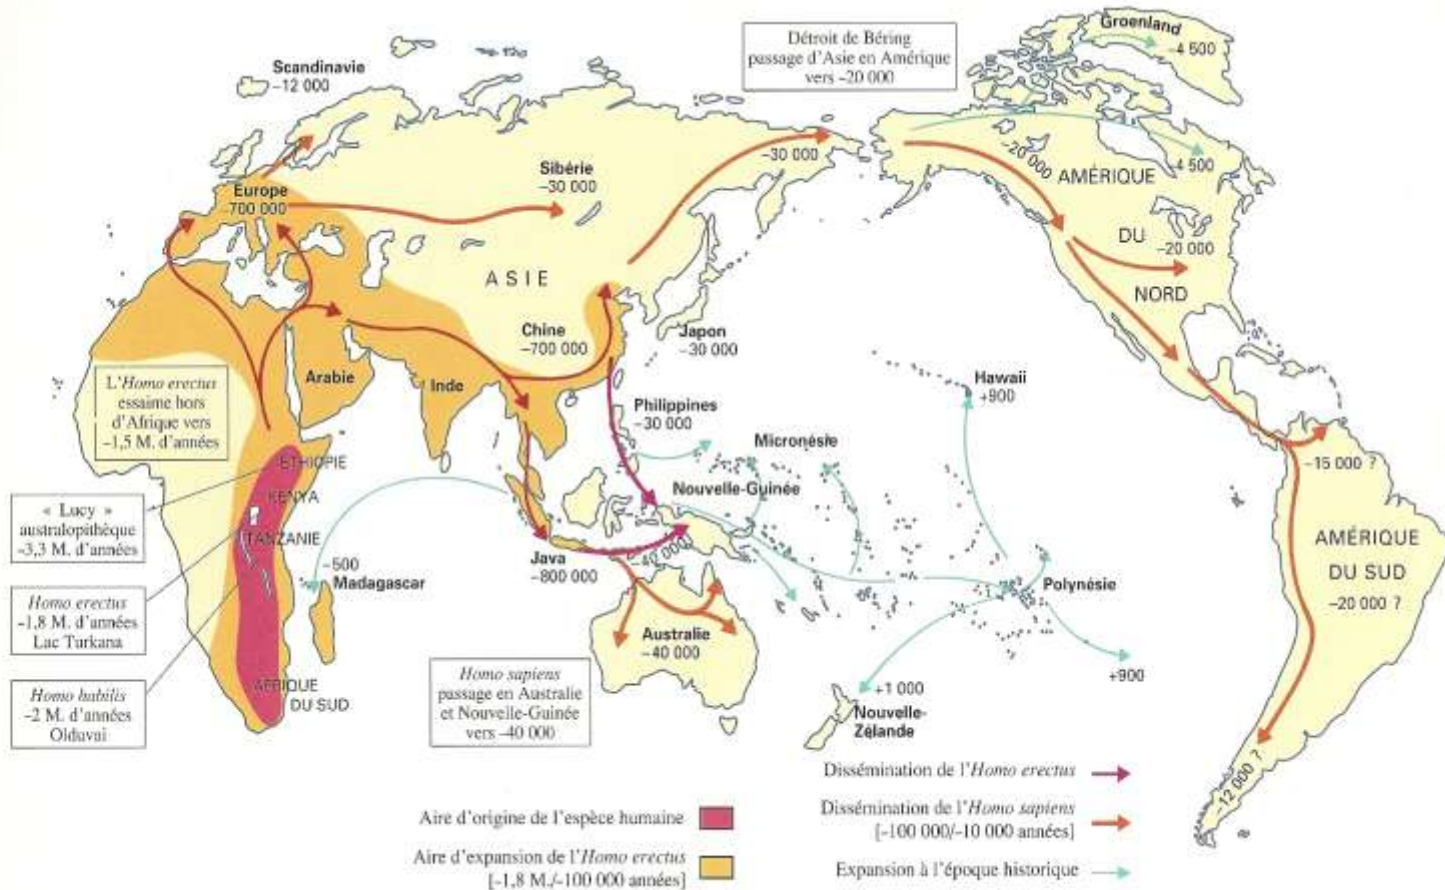 Groenland
–4 500
Détroit de Béring
passage d'Asie en Amérique
vers –20 000
Scandinavie
–12 000
–30 000
–20 000
4 500
AMÉRIQUE
DU
–20 000
NORD
Sibérie
–30 000
Europe
–700 000
ASIE
Chine
–700 000
Japon
–30 000
Arabie
Inde
L'Homo erectus
essaime hors
d'Afrique vers
–1,5 M. d'années
Philippines
–30 000
Hawaii
+900
Micronésie
Nouvelle-Guinée
ÉTHIOPIE
KENYA
TANZANIE
« Lucy »
australopithèque
–3,3 M. d'années
–15 000 ?
AMÉRIQUE
DU SUD
–20 000 ?
–500
Madagascar
Java
–800 000
–40 000
Polynésie
Homo erectus
–1,8 M. d'années
Lac Turkana
Australie
–40 000
Homo sapiens
passage en Australie
et Nouvelle-Guinée
vers –40 000
Homo habilis
–2 M. d'années
Olduvai
AFRIQUE
DU SUD
+1 000
Nouvelle-
Zélande
+900
–12 000 ?
Aire d'origine de l'espèce humaine
Aire d'expansion de l'Homo erectus
[-1,8 M./-100 000 années]
Dissémination de l'Homo erectus
Dissémination de l'Homo sapiens
[-100 000/-10 000 années]
Expansion à l'époque historique